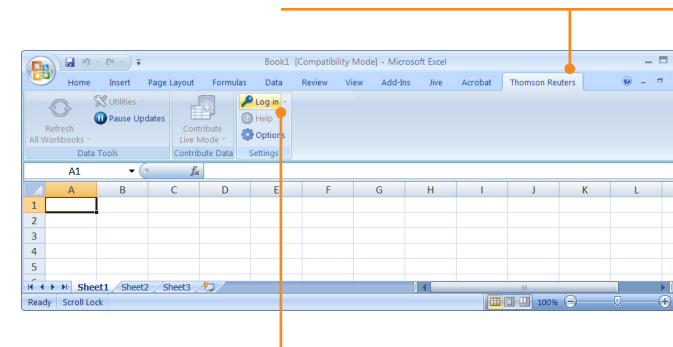 Book1 [Compatibility Mode] - Microsoft Excel
Home Insert Page Layout Formulas Data Review View Add-Ins Jive Acrobat Thomson Reuters
Refresh
All Workbooks
Utilities
Pause Updates
Data Tools
Contribute
Live Mode
Contribute Data
Log in
Help
Options
Settings
A1 fx
A B C D E F G H I J K L
1
2
3
4
5
Sheet1 Sheet2 Sheet3
Ready Scroll Lock 100%